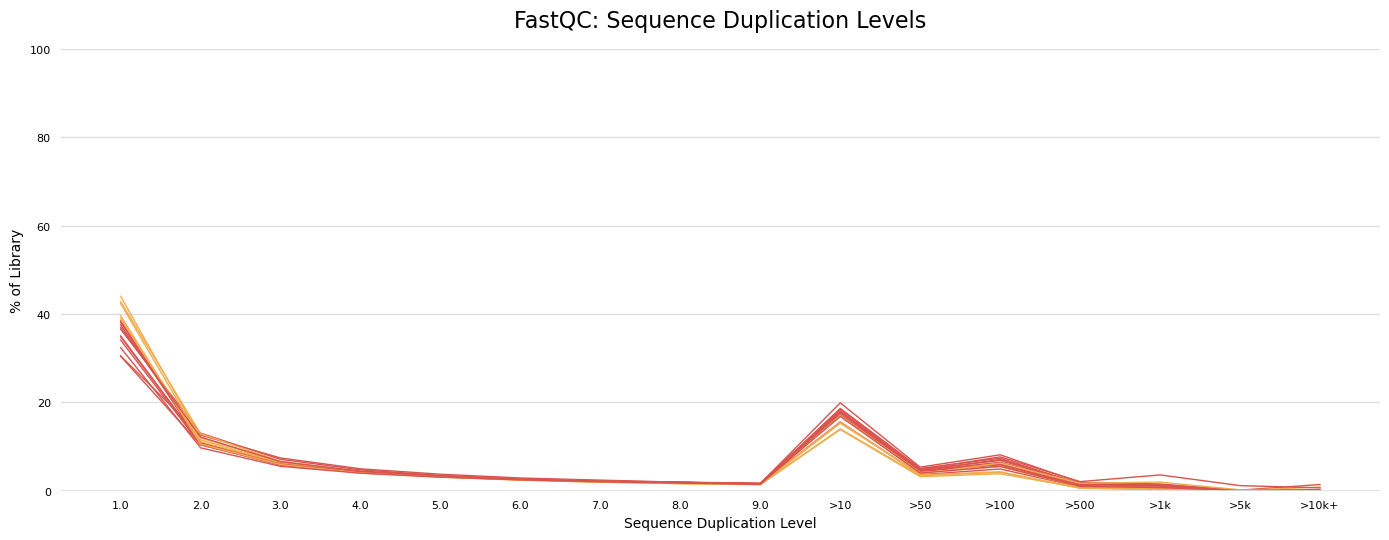 FastQC: Sequence Duplication Levels
100
80
60
40
20
0
% of Library
1.0 2.0 3.0 4.0 5.0 6.0 7.0 8.0 9.0 >10 >50 >100 >500 >1k >5k >10k+
Sequence Duplication Level